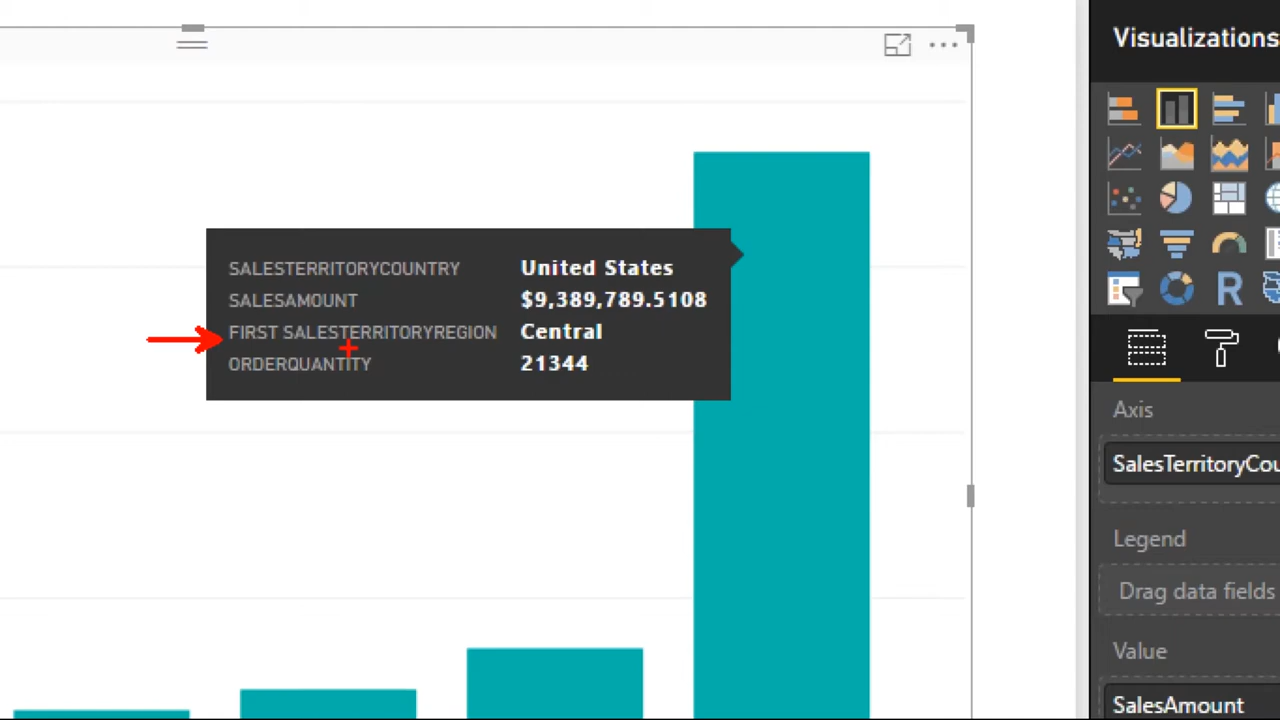 Visualizations
SALESTERRITORYCOUNTRY United States
SALESAMOUNT $9,389,789.5108
FIRST SALESTERRITORYREGION Central
ORDERQUANTITY 21344
R
Axis
SalesTerritoryCou
Legend
Drag data fields
Value
SalesAmount